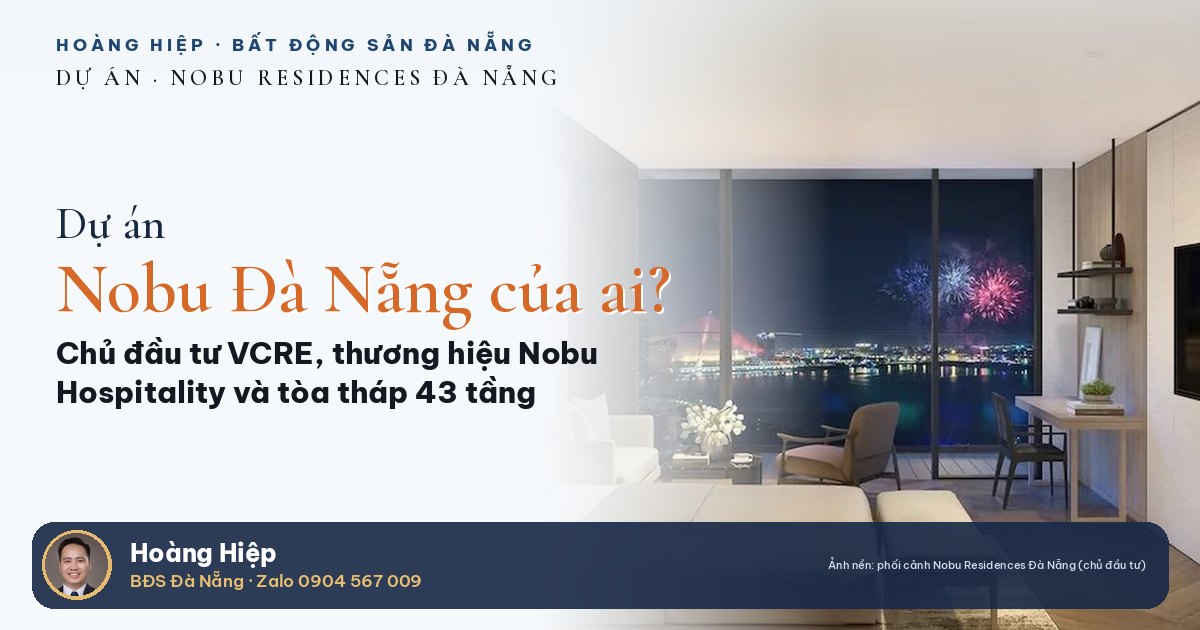 HOÀNG HIỆP · BẤT ĐỘNG SẢN ĐÀ NẴNG
DỰ ÁN · NOBU RESIDENCES ĐÀ NẴNG
Dự án
Nobu Đà Nẵng của ai?
Chủ đầu tư VCRE, thương hiệu Nobu
Hospitality và tòa tháp 43 tầng
Hoàng Hiệp
BĐS Đà Nẵng · Zalo 0904 567 009
Ảnh nền: phối cảnh Nobu Residences Đà Nẵng (chủ đầu tư)